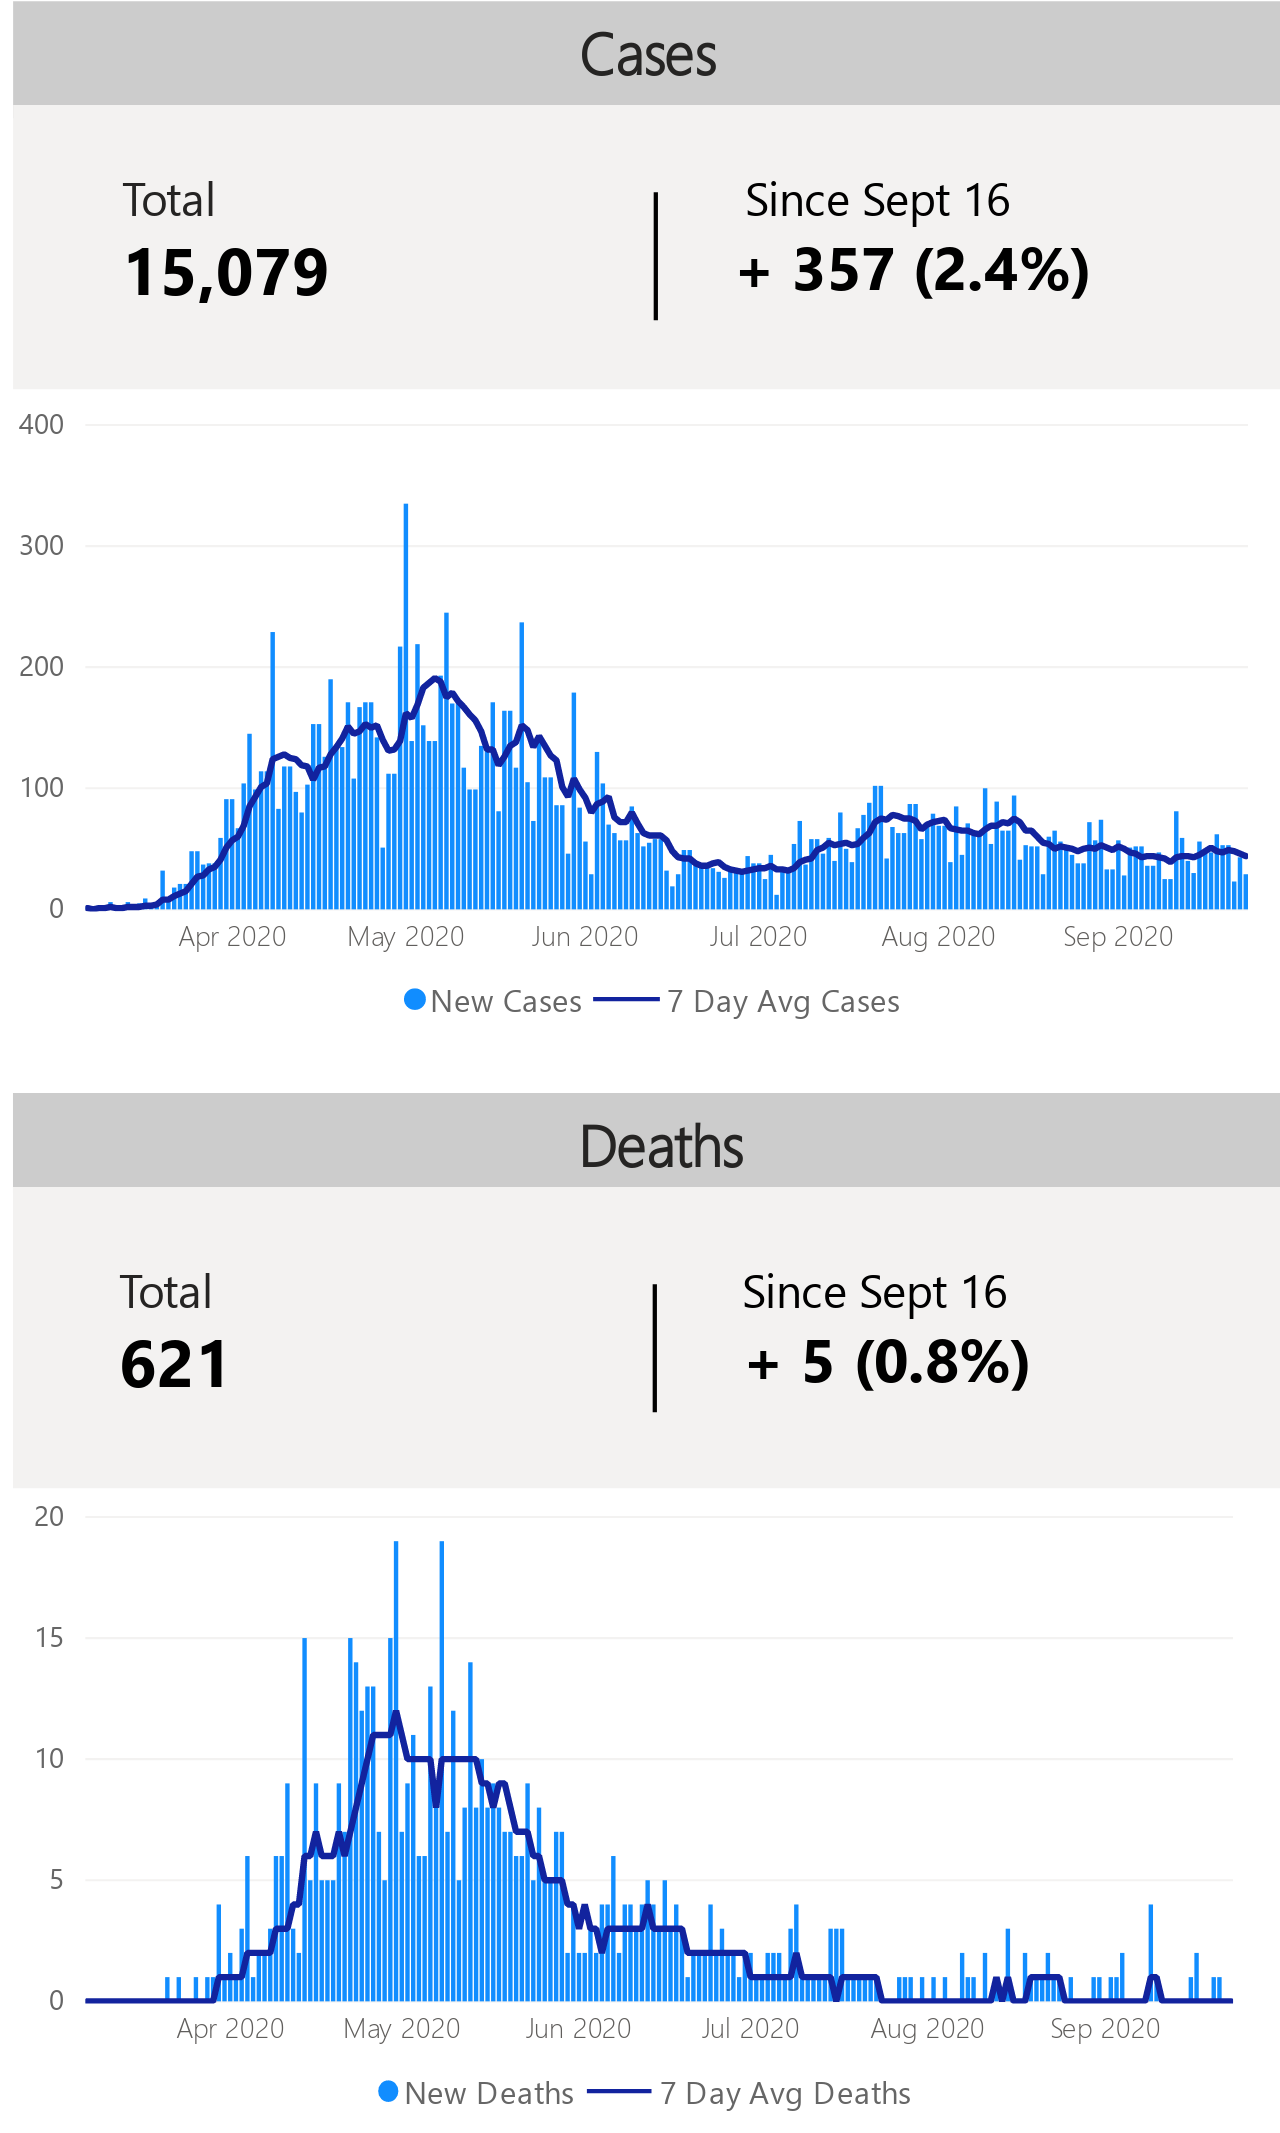 Cases
Total
Since Sept 16
15,079
+ 357 (2.4%)
400
300
200
100
0
Apr 2020
May 2020
Jun 2020
Jul 2020
Aug 2020
Sep 2020
New Cases
7 Day Avg Cases
Deaths
Total
Since Sept 16
621
+ 5 (0.8%)
20
15
10
5
0
Apr 2020
May 2020
Jun 2020
Jul 2020
Aug 2020
Sep 2020
New Deaths
7 Day Avg Deaths